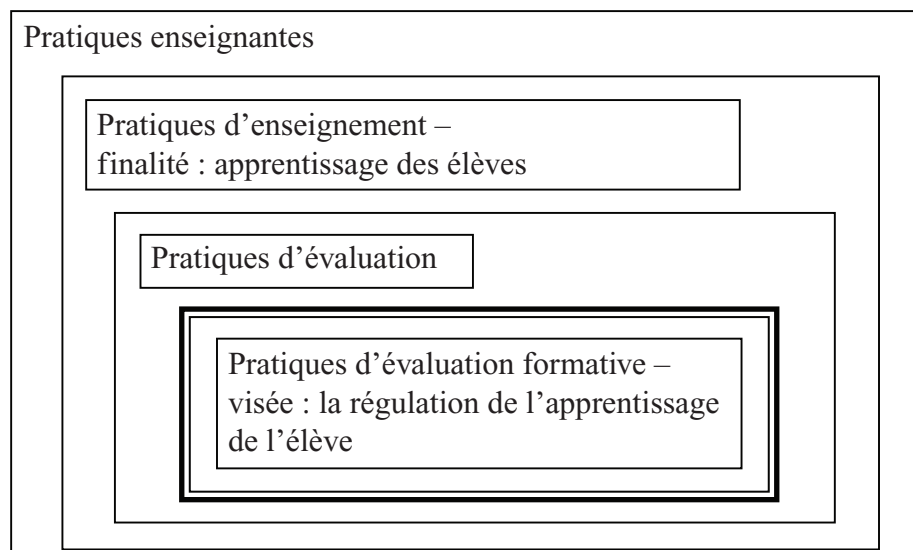 Pratiques enseignantes
Pratiques d’enseignement –
finalité : apprentissage des élèves
Pratiques d’évaluation
Pratiques d’évaluation formative –
visée : la régulation de l’apprentissage
de l’élève